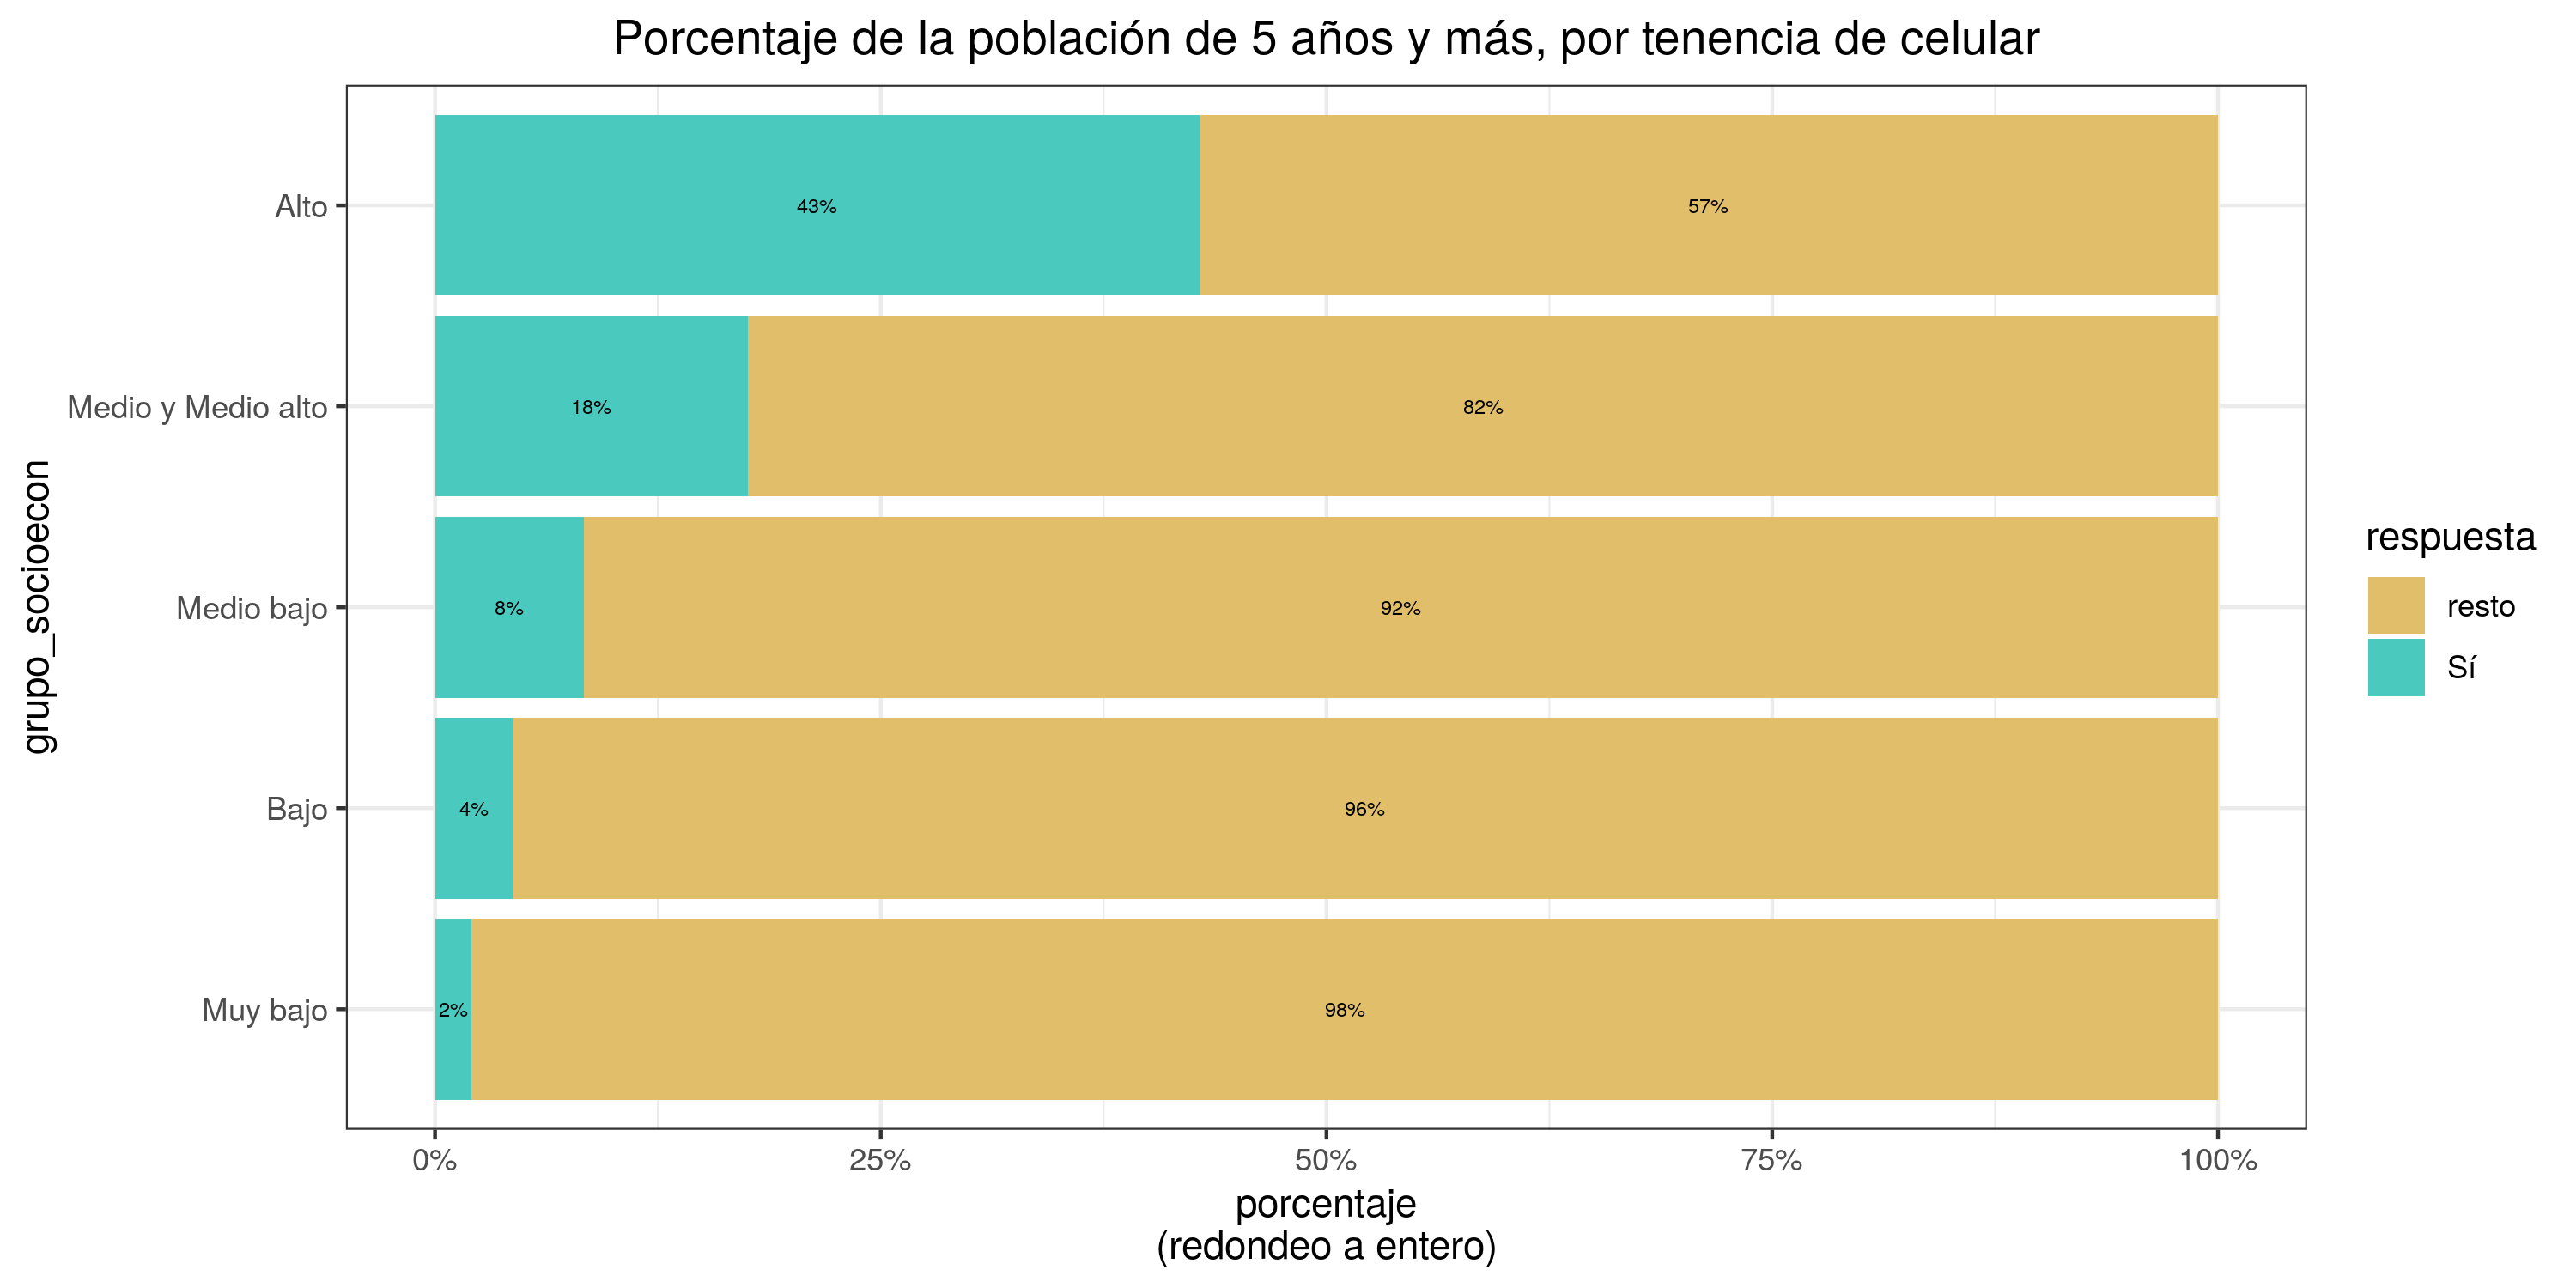 Porcentaje de la población de 5 años y más, por tenencia de celular
grupo_socioecon
Alto
43%
57%
Medio y Medio alto
18%
82%
Medio bajo
8%
92%
Bajo
4%
96%
Muy bajo
2%
98%
0%
25%
50%
75%
100%
porcentaje
(redondeo a entero)
respuesta
resto
Sí